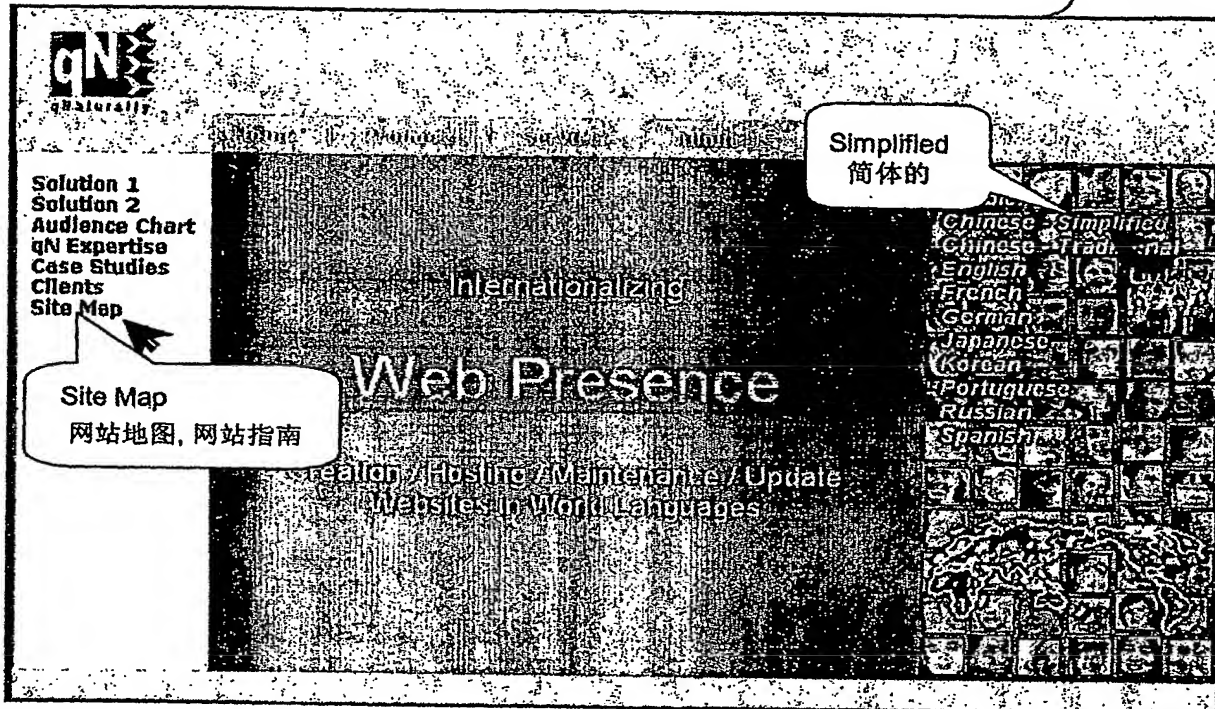 qN
qNaturally
Simplified
简体的
Solution 1
Solution 2
Audience Chart
qN Expertise
Case Studies
Clients
Site Map
Site Map
网站地图, 网站指南
Internationalizing
Web Presence
Creation / Hosting / Maintenance / Update
Websites in World Languages
Chinese - Simplified
Chinese - Traditional
English
French
German
Japanese
Korean
Portuguese
Russian
Spanish